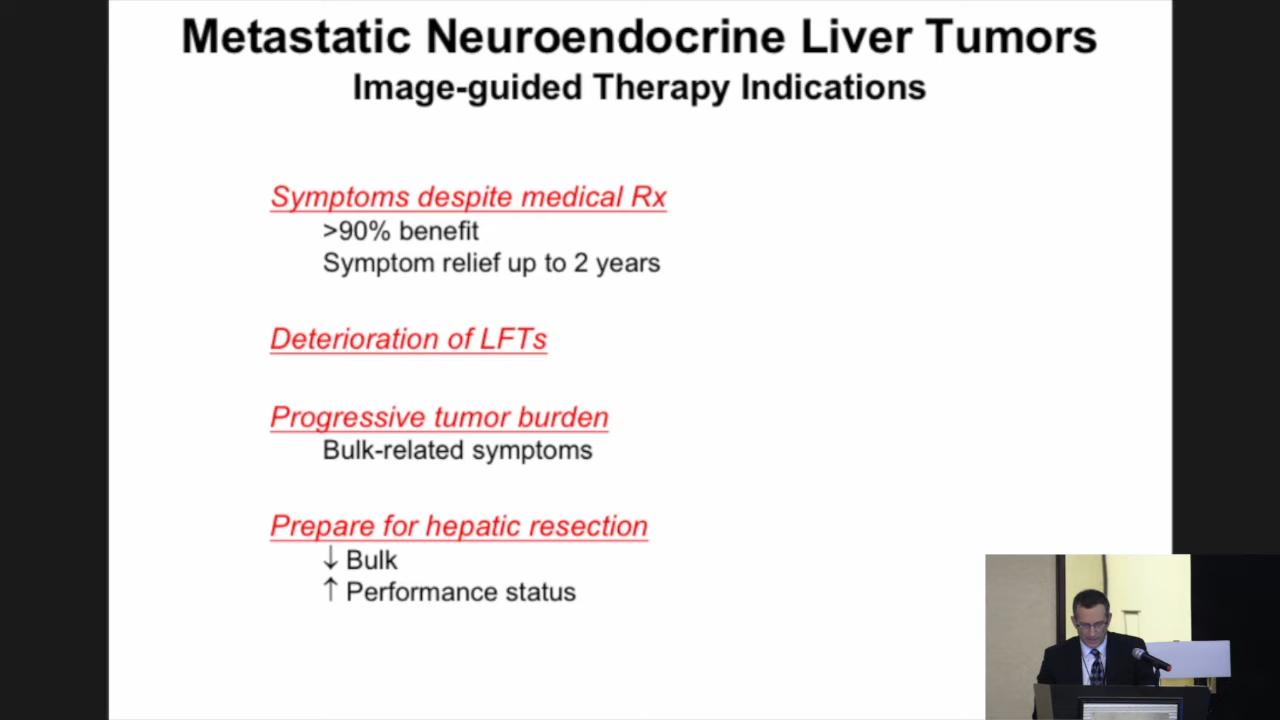 Metastatic Neuroendocrine Liver Tumors
Image-guided Therapy Indications
Symptoms despite medical Rx
>90% benefit
Symptom relief up to 2 years
Deterioration of LFTs
Progressive tumor burden
Bulk-related symptoms
Prepare for hepatic resection
↓ Bulk
↑ Performance status